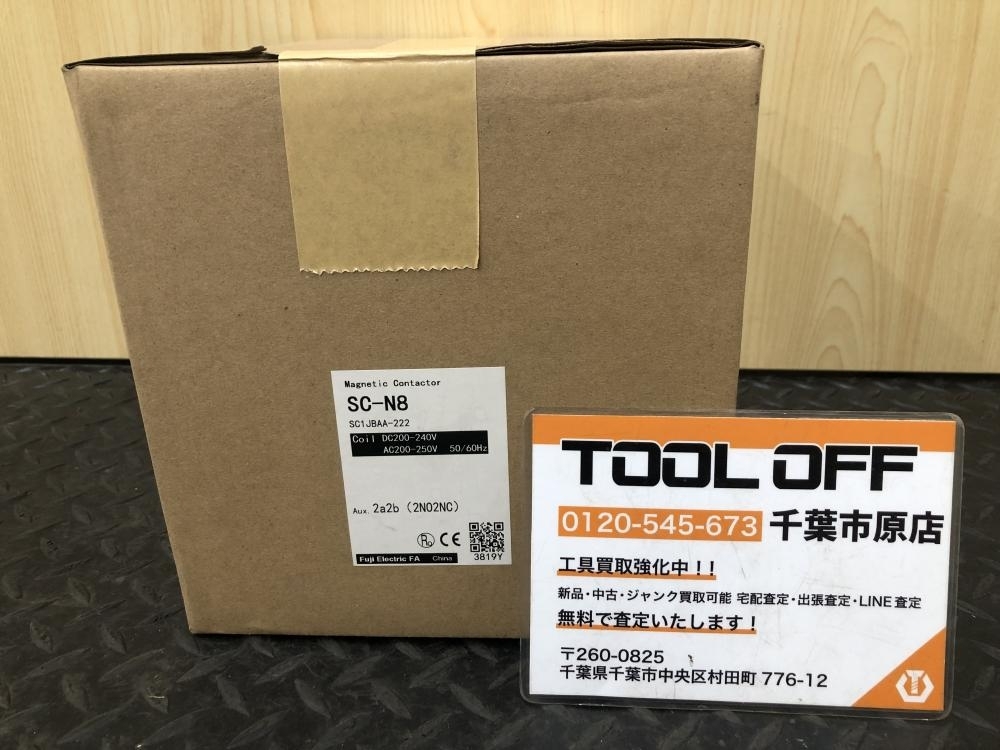 Magnetic Contactor
SC-N8
SC1JBAA-222
Coil DC200-240V
AC200-250V 50/60Hz
Aux. 2a2b (2NO2NC)
CE
Fuji Electric FA China
3819Y
TOOL OFF
0120-545-673 千葉市原店
工具買取強化中!!
新品・中古・ジャンク買取可能 宅配査定・出張査定・LINE査定
無料で査定いたします!
〒260-0825
千葉県千葉市中央区村田町 776-12